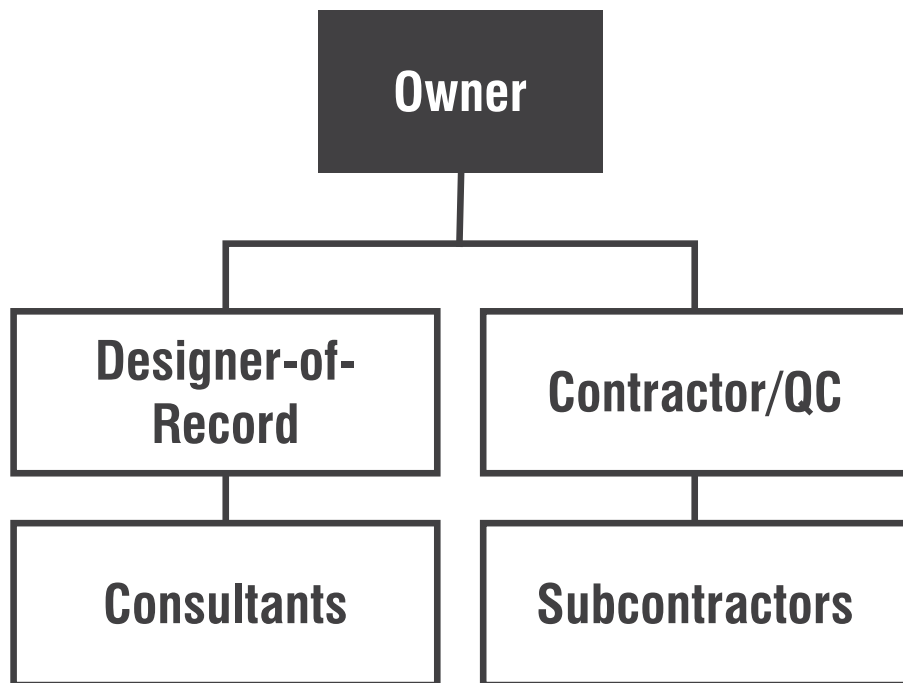 Owner
Designer-of-
Record
Contractor/QC
Consultants
Subcontractors